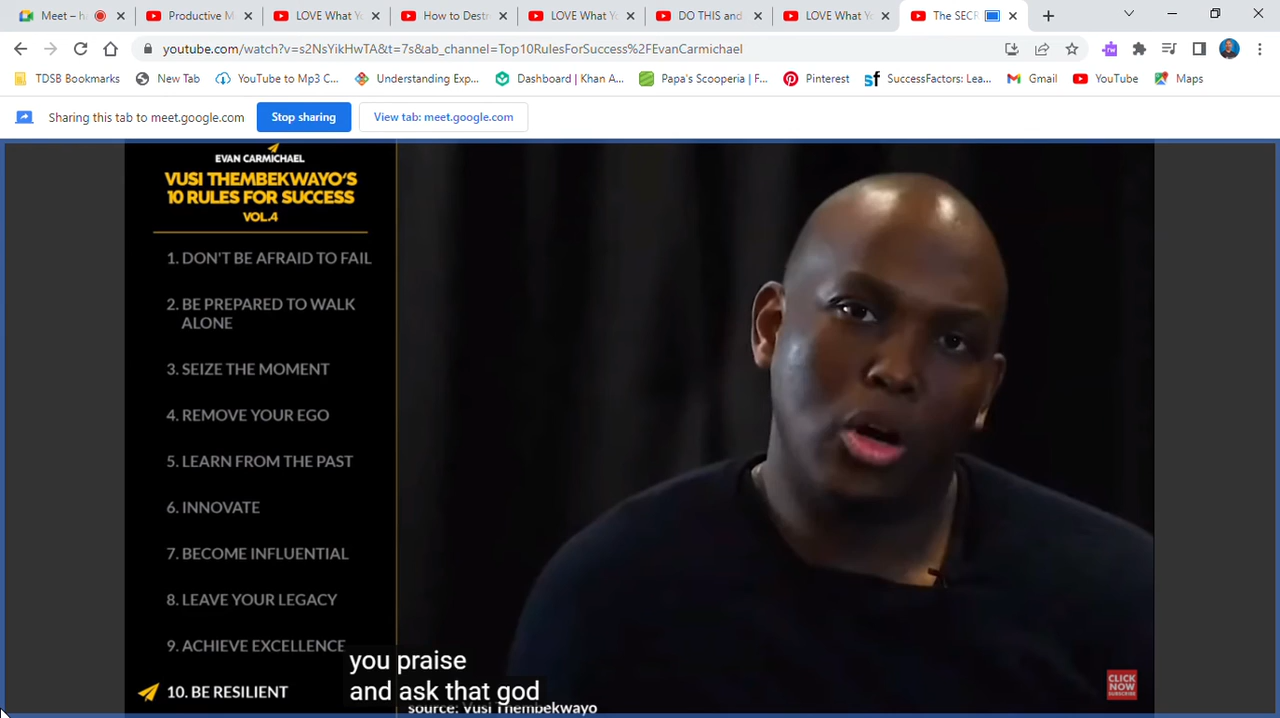 Meet – ha
Productive M
LOVE What Yo
How to Destr
LOVE What Yo
DO THIS and
LOVE What Yo
The SECR
youtube.com/watch?v=s2NsYikHwTA&t=7s&ab_channel=Top10RulesForSuccess%2FEvanCarmichael
TDSB Bookmarks
New Tab
YouTube to Mp3 C...
Understanding Exp...
Dashboard | Khan A...
Papa's Scooperia | F...
Pinterest
SuccessFactors: Lea...
Gmail
YouTube
Maps
Sharing this tab to meet.google.com
Stop sharing
View tab: meet.google.com
EVAN CARMICHAEL
VUSI THEMBEKWAYO'S
10 RULES FOR SUCCESS
VOL.4
1. DON'T BE AFRAID TO FAIL
2. BE PREPARED TO WALK
ALONE
3. SEIZE THE MOMENT
4. REMOVE YOUR EGO
5. LEARN FROM THE PAST
6. INNOVATE
7. BECOME INFLUENTIAL
8. LEAVE YOUR LEGACY
9. ACHIEVE EXCELLENCE
10. BE RESILIENT
you praise
and ask that god
source: Vusi Thembekwayo
CLICK
NOW
SUBSCRIBE